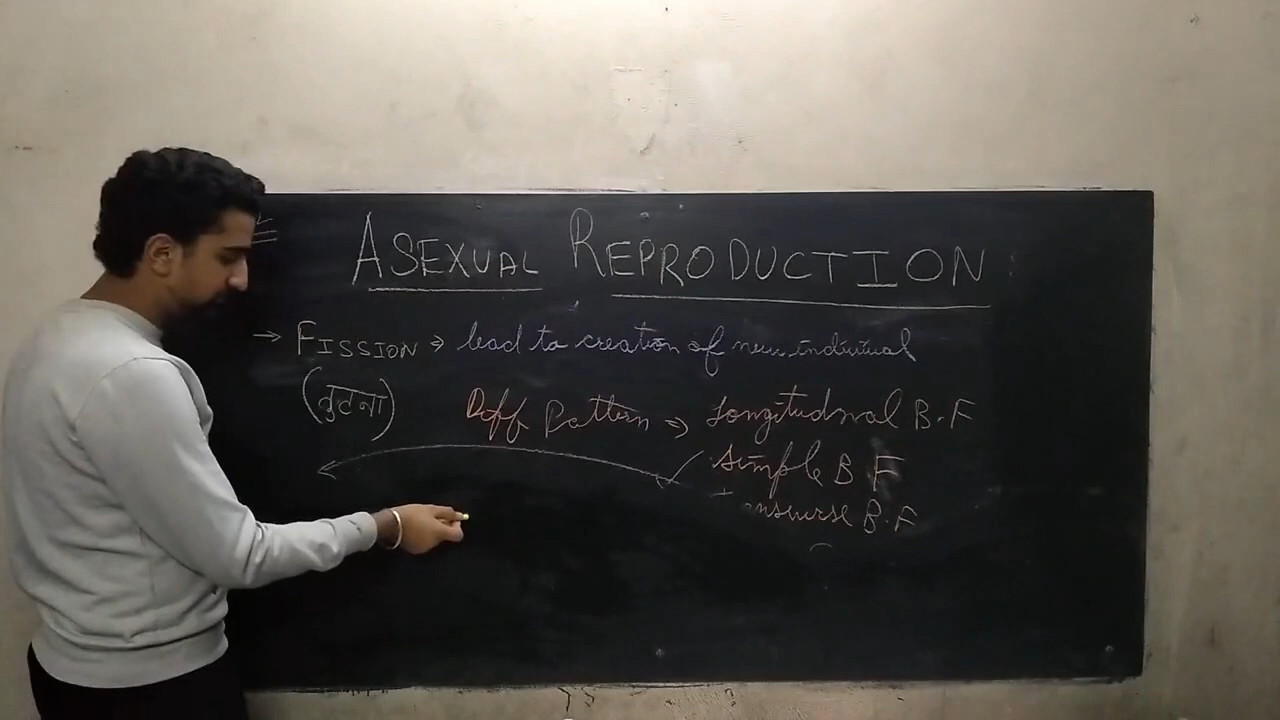 ASEXUAL REPRODUCTION
→ FISSION → lead to creation of new individual
(टुटना) Diff Pattern ⇒ Longitudnal B.F
simple B F
B.F